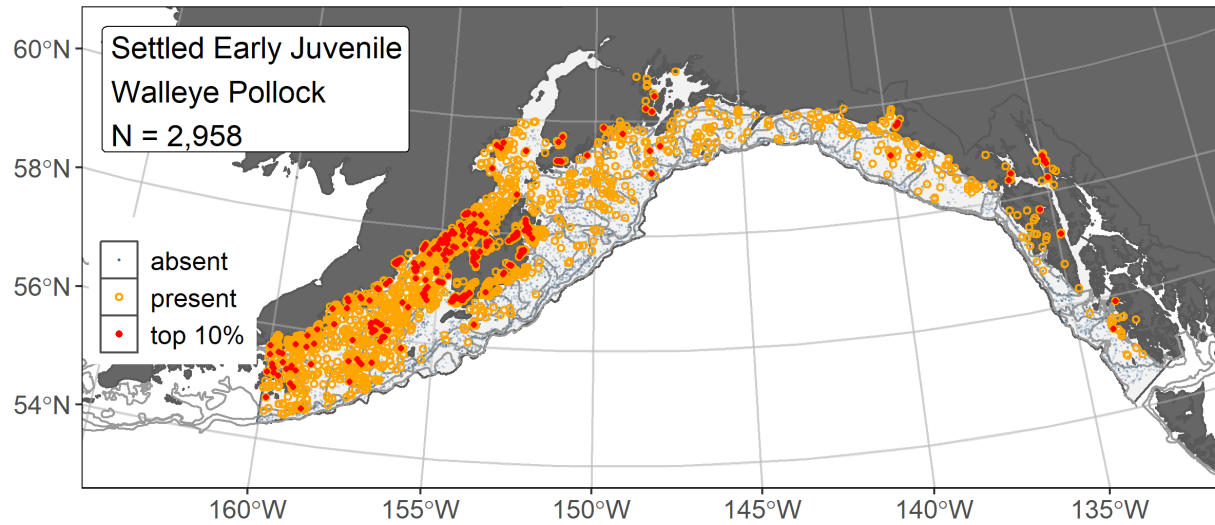 Settled Early Juvenile
Walleye Pollock
N = 2,958
60°N
58°N
56°N
54°N
absent
present
top 10%
160°W
155°W
150°W
145°W
140°W
135°W